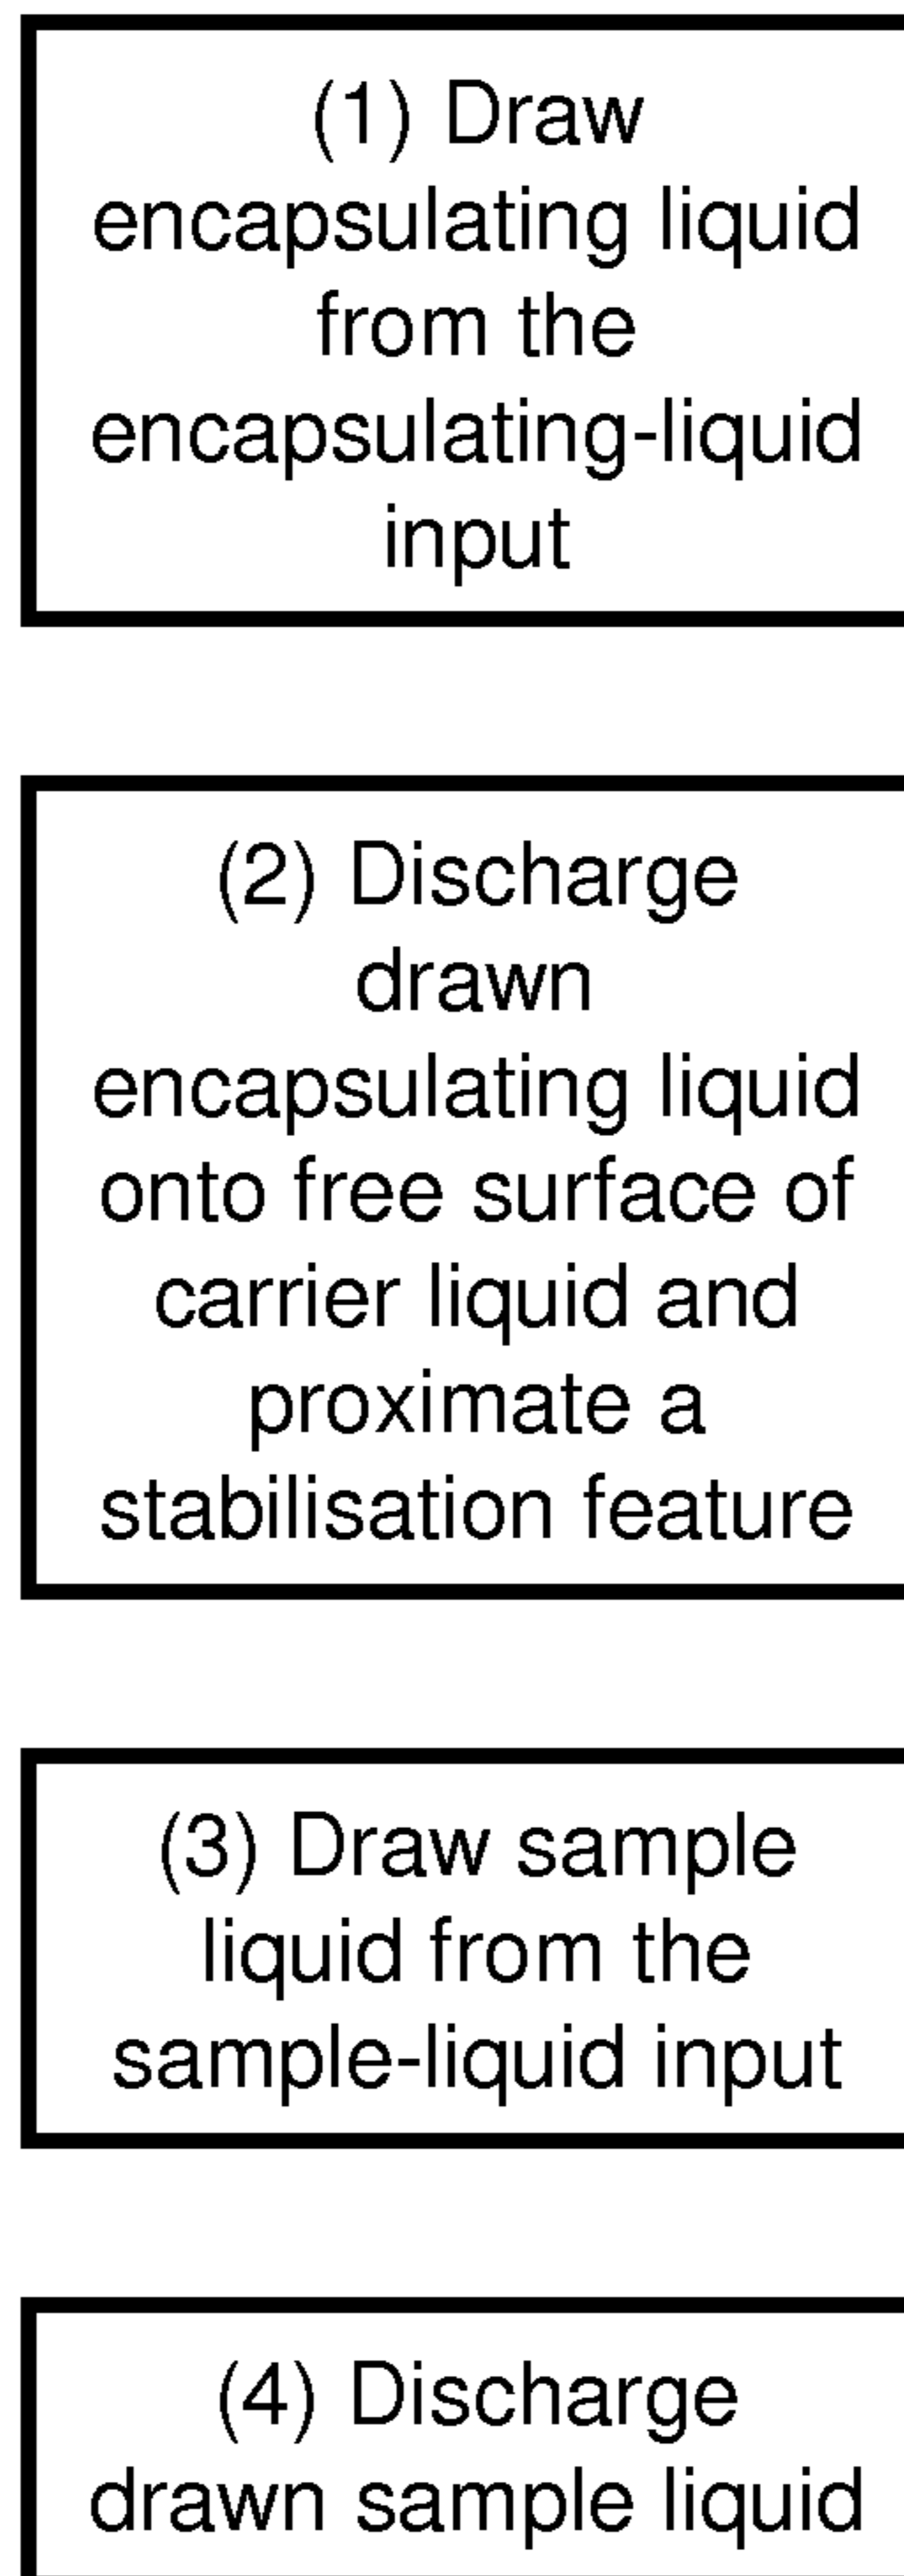 (1) Draw
encapsulating liquid
from the
encapsulating-liquid
input
(2) Discharge
drawn
encapsulating liquid
onto free surface of
carrier liquid and
proximate a
stabilisation feature
(3) Draw sample
liquid from the
sample-liquid input
(4) Discharge
drawn sample liquid